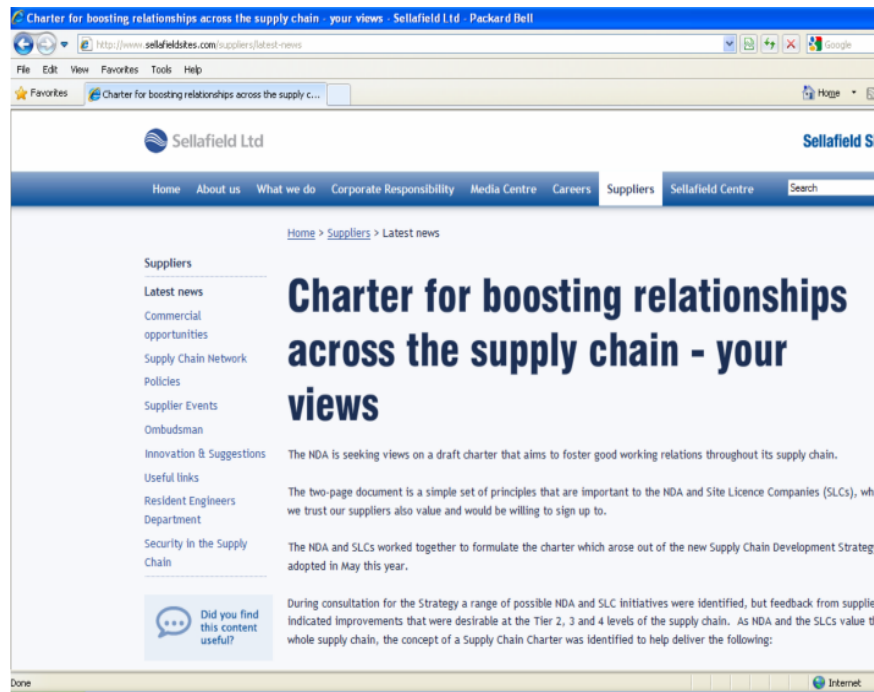 Charter for boosting relationships across the supply chain - your views - Sellafield Ltd - Packard Bell
http://www.sellafieldsites.com/suppliers/latest-news
Google
File Edit View Favorites Tools Help
Favorites
Charter for boosting relationships across the supply c...
Home
Sellafield Ltd
Sellafield
Home About us What we do Corporate Responsibility Media Centre Careers Suppliers Sellafield Centre
Search
Home > Suppliers > Latest news
Suppliers
Latest news
Commercial
opportunities
Supply Chain Network
Policies
Supplier Events
Ombudsman
Innovation & Suggestions
Useful links
Resident Engineers
Department
Security in the Supply
Chain
Did you find
this content
useful?
Charter for boosting relationships
across the supply chain - your
views
The NDA is seeking views on a draft charter that aims to foster good working relations throughout its supply chain.
The two-page document is a simple set of principles that are important to the NDA and Site Licence Companies (SLCs), wh
we trust our suppliers also value and would be willing to sign up to.
The NDA and SLCs worked together to formulate the charter which arose out of the new Supply Chain Development Strateg
adopted in May this year.
During consultation for the Strategy a range of possible NDA and SLC initiatives were identified, but feedback from supplie
indicated improvements that were desirable at the Tier 2, 3 and 4 levels of the supply chain. As NDA and the SLCs value t
whole supply chain, the concept of a Supply Chain Charter was identified to help deliver the following:
Done
Internet